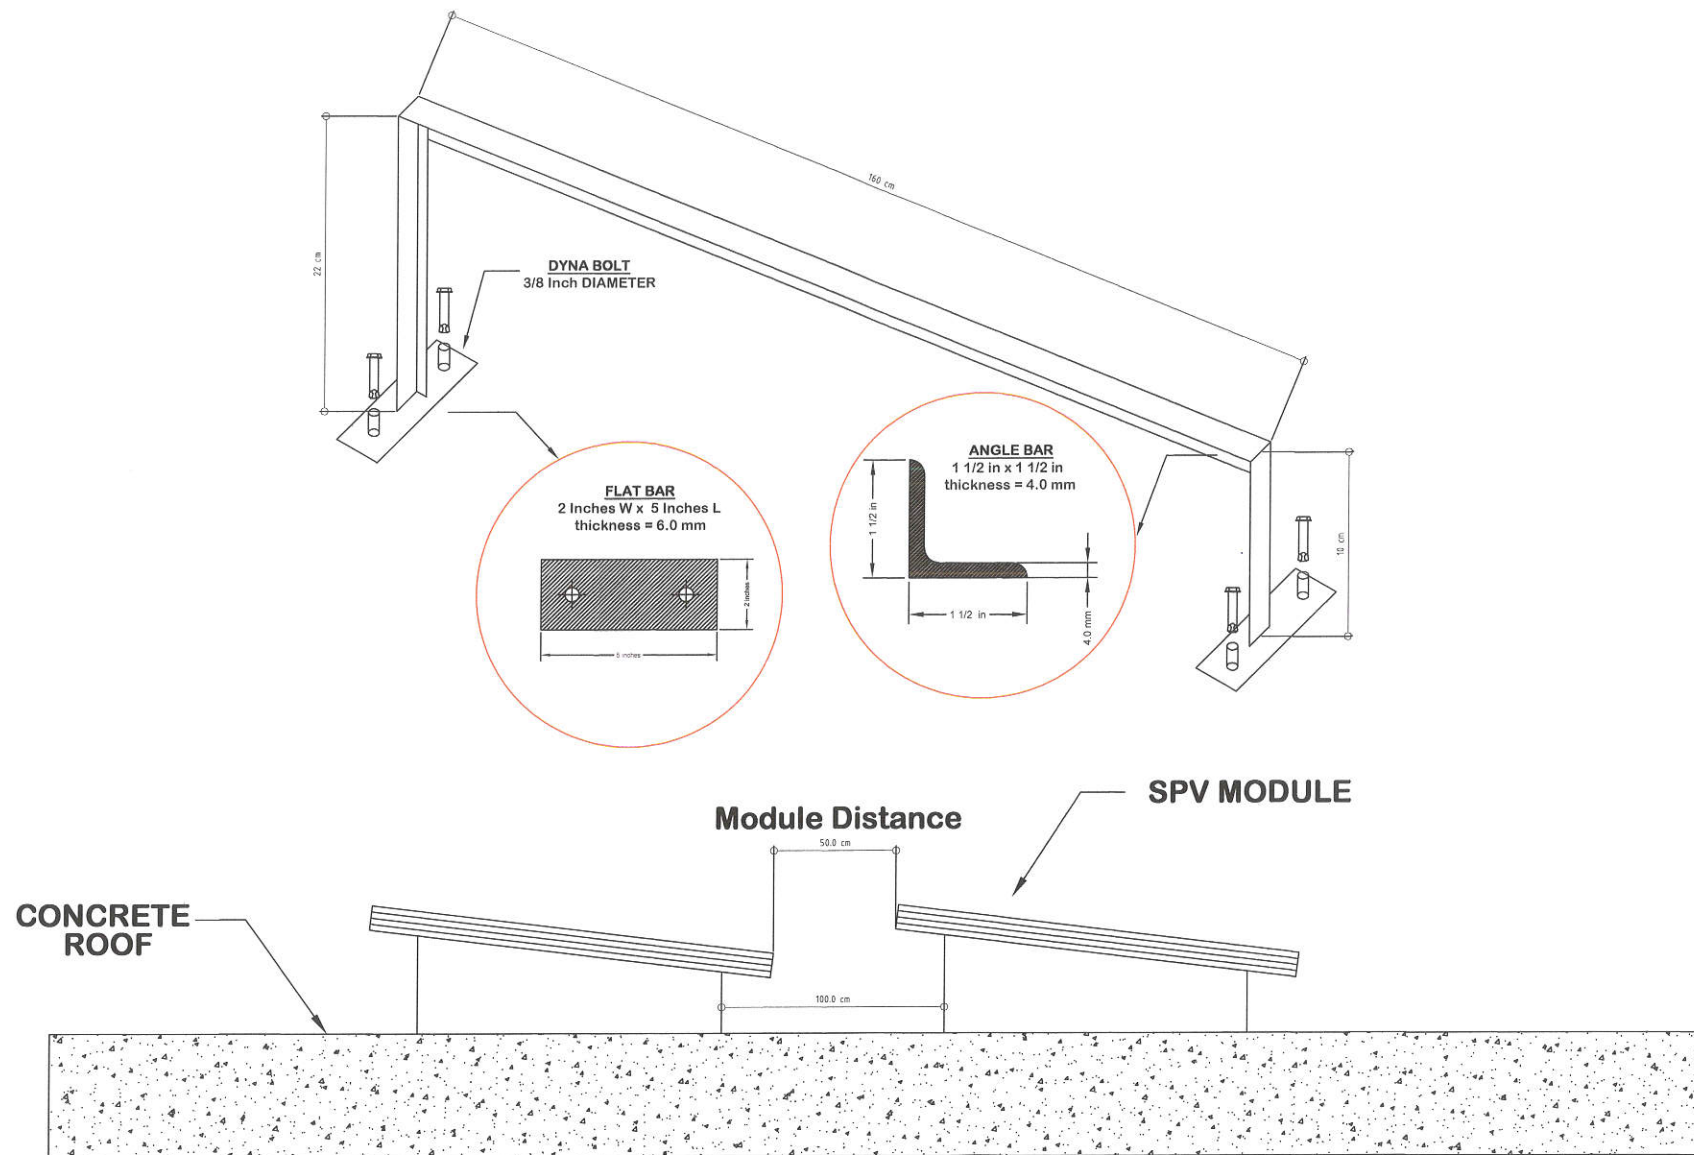 160 cm
22 cm
DYNA BOLT
3/8 Inch DIAMETER
ANGLE BAR
1 1/2 in x 1 1/2 in
thickness = 4.0 mm
1 1/2 in
1 1/2 in
4.0 mm
10 cm
FLAT BAR
2 Inches W x 5 Inches L
thickness = 6.0 mm
2 inches
5 inches
SPV MODULE
Module Distance
50.0 cm
CONCRETE
ROOF
100.0 cm